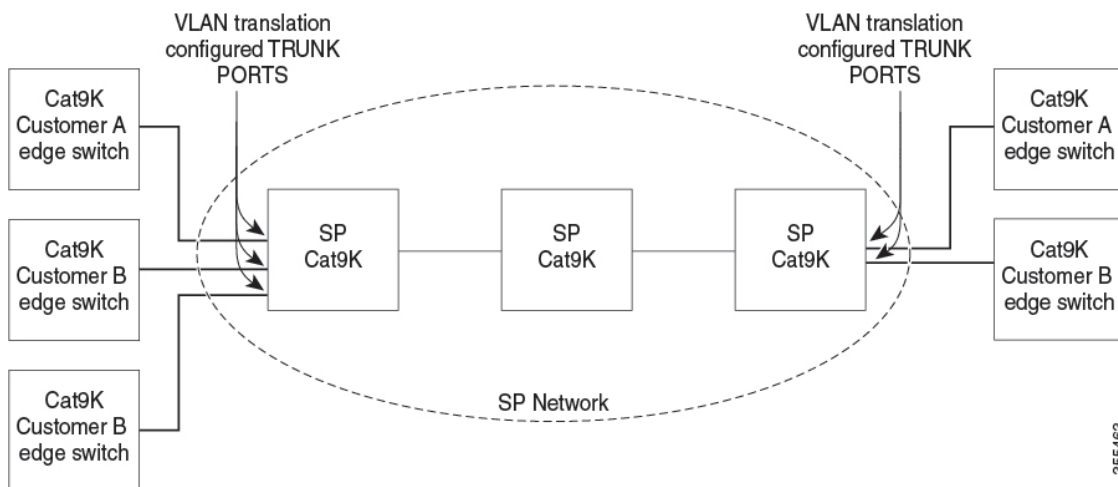 VLAN translation
configured TRUNK
PORTS
VLAN translation
configured TRUNK
PORTS
Cat9K
Customer A
edge switch
Cat9K
Customer A
edge switch
Cat9K
Customer B
edge switch
SP
Cat9K
SP
Cat9K
SP
Cat9K
Cat9K
Customer B
edge switch
Cat9K
Customer B
edge switch
SP Network
355462